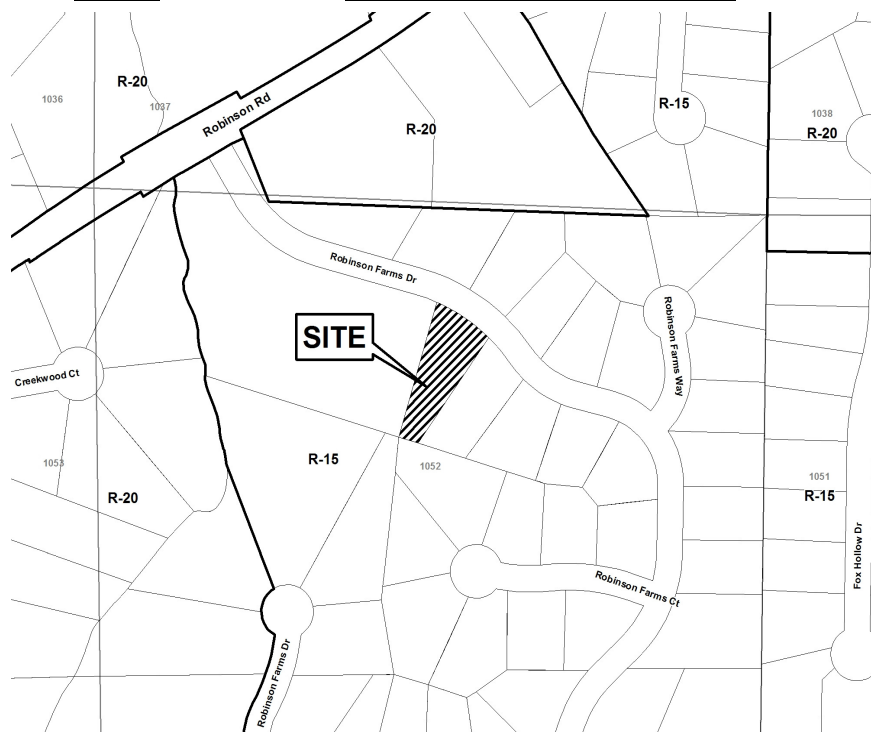 R-20
1036
1037
Robinson Rd
R-20
R-15
1038
R-20
Robinson Farms Dr
SITE
Robinson Farms Way
Creekwood Ct
R-15
1053
1052
1051
R-20
R-15
Fox Hollow Dr
Robinson Farms Ct
Robinson Farms Dr